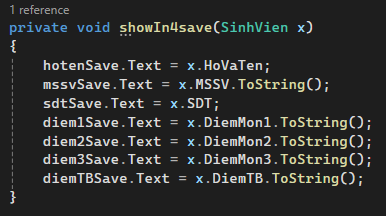 1 reference
private void showIn4save(SinhVien x)
{
hotenSave.Text = x.HoVaTen;
mssvSave.Text = x.MSSV.ToString();
sdtSave.Text = x.SDT;
diem1Save.Text = x.DiemMon1.ToString();
diem2Save.Text = x.DiemMon2.ToString();
diem3Save.Text = x.DiemMon3.ToString();
diemTBSave.Text = x.DiemTB.ToString();
}